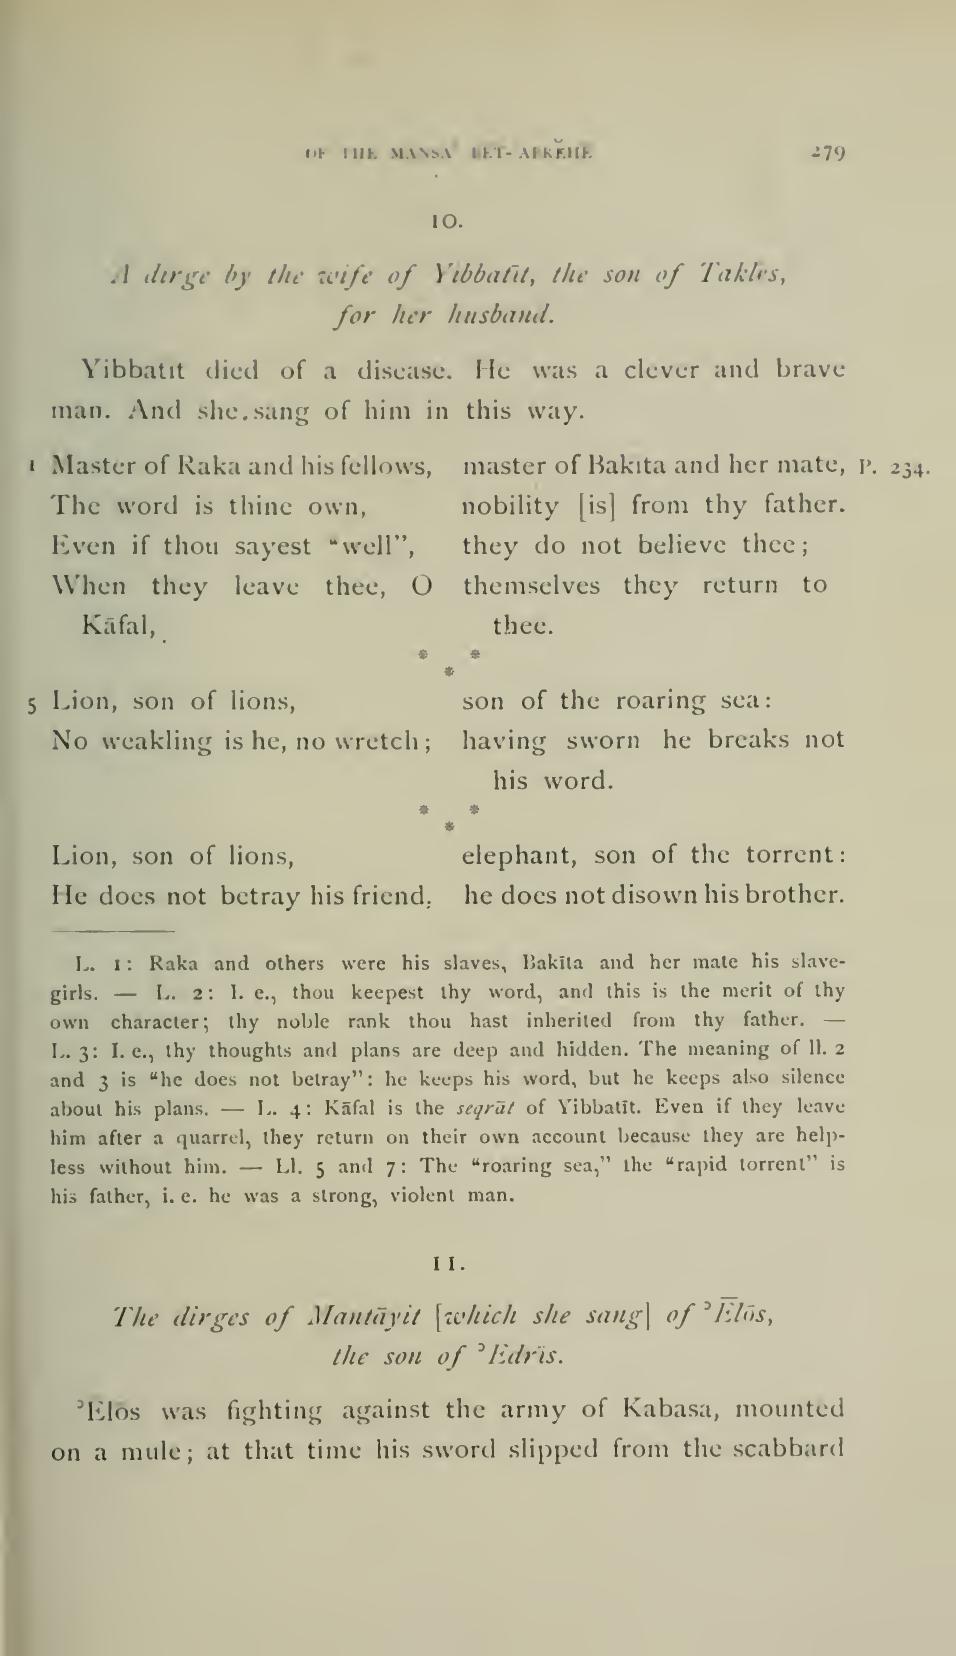 OF THE MANSAʿ BET-ABREHE 279
10.
A dirge by the wife of Yibbatīt, the son of Taklēs,
for her husband.
Yibbatīt died of a disease. He was a clever and brave
man. And she sang of him in this way.
1 Master of Raka and his fellows, master of Bakīta and her mate, P. 234.
The word is thine own, nobility [is] from thy father.
Even if thou sayest “well”, they do not believe thee;
When they leave thee, O themselves they return to
Kāfal, thee.
* *
*
5 Lion, son of lions, son of the roaring sea:
No weakling is he, no wretch; having sworn he breaks not
his word.
* *
*
Lion, son of lions, elephant, son of the torrent:
He does not betray his friend, he does not disown his brother.
L. 1: Raka and others were his slaves, Bakīta and her mate his slave-
girls. — L. 2: I. e., thou keepest thy word, and this is the merit of thy
own character; thy noble rank thou hast inherited from thy father. —
L. 3: I. e., thy thoughts and plans are deep and hidden. The meaning of ll. 2
and 3 is “he does not betray”: he keeps his word, but he keeps also silence
about his plans. — L. 4: Kāfal is the seqrāt of Yibbatīt. Even if they leave
him after a quarrel, they return on their own account because they are help-
less without him. — Ll. 5 and 7: The “roaring sea,” the “rapid torrent” is
his father, i. e. he was a strong, violent man.
11.
The dirges of Mantāyit [which she sang] of ʾĒlōs,
the son of ʾEdrīs.
ʾĒlōs was fighting against the army of Kabasa, mounted
on a mule; at that time his sword slipped from the scabbard